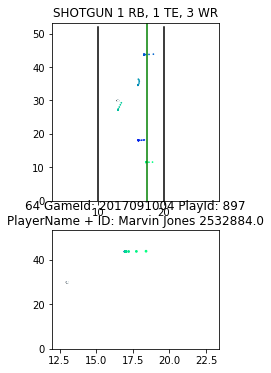 SHOTGUN 1 RB, 1 TE, 3 WR
50
40
30
20
10
0
10 20
64 GameId: 2017091004 PlayId: 897
PlayerName + ID: Marvin Jones 2532884.0
40
20
0
12.5 15.0 17.5 20.0 22.5